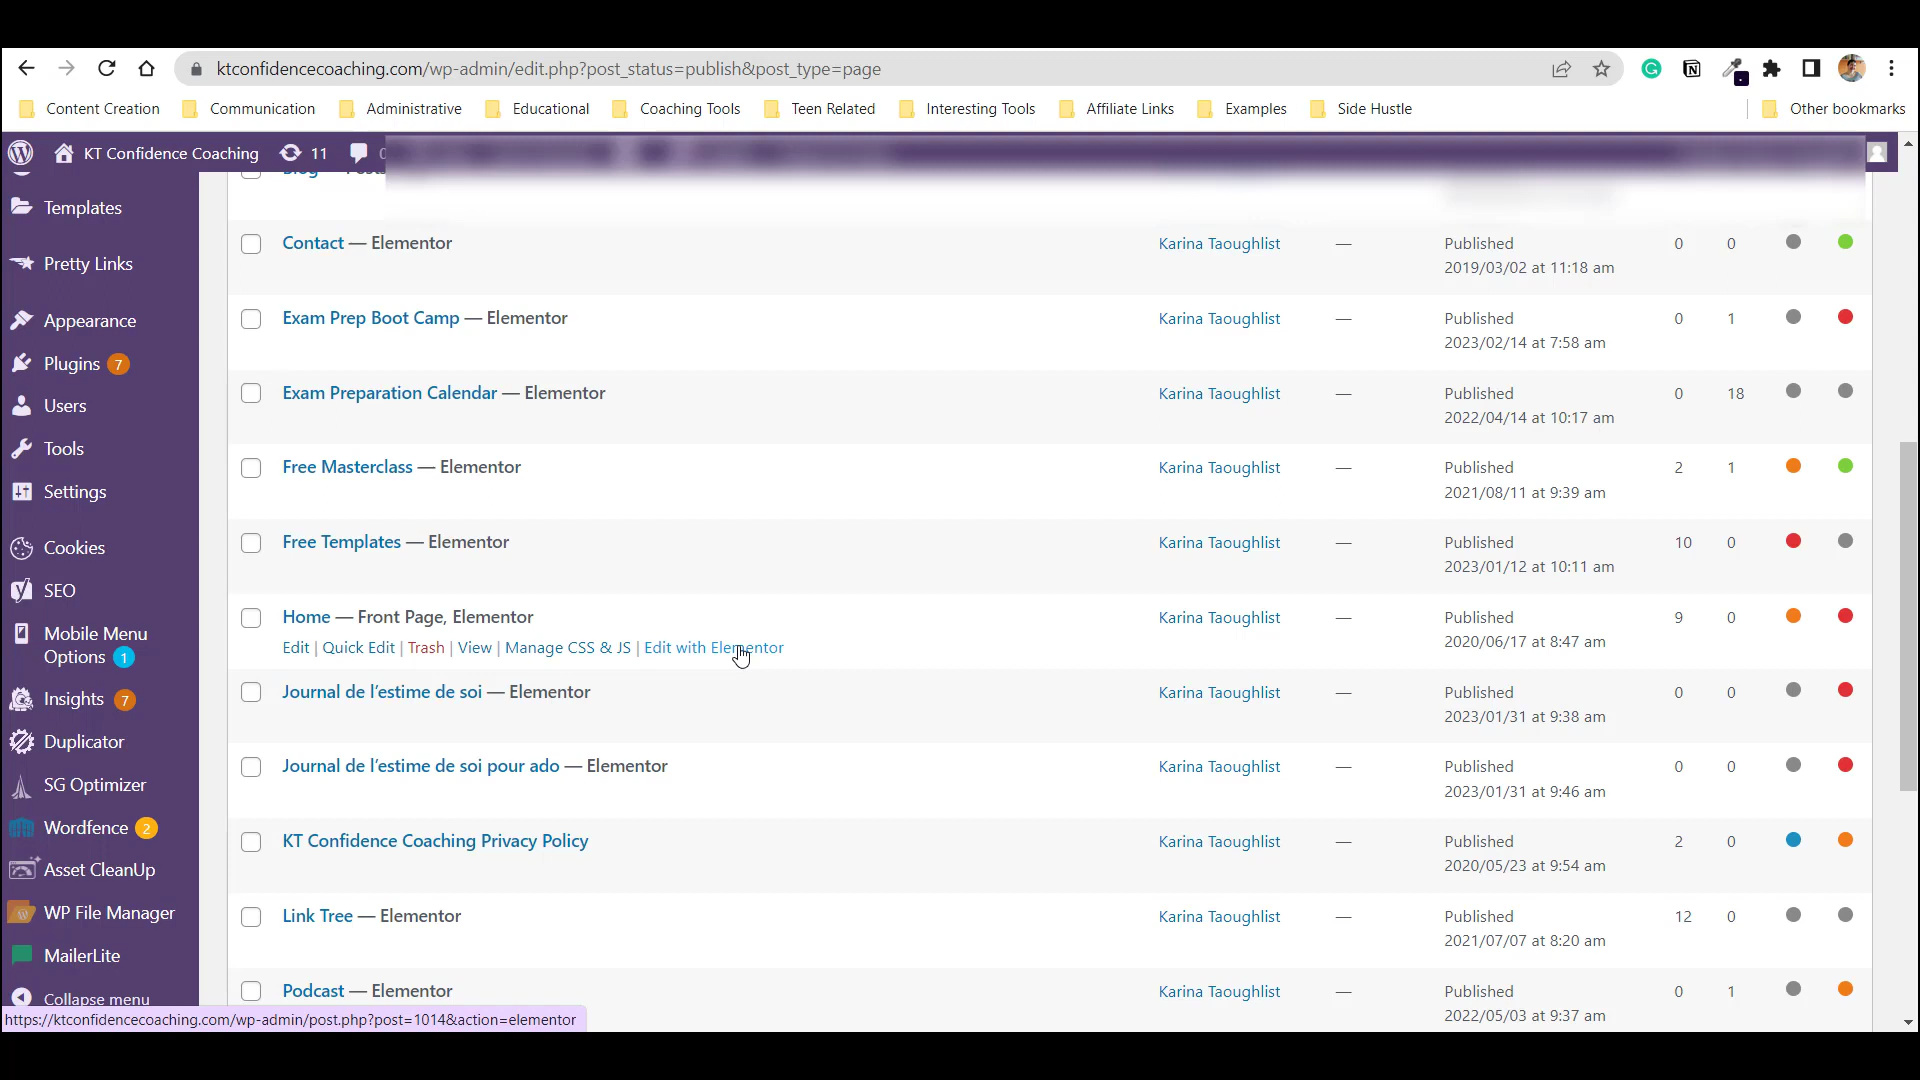 ktconfidencecoaching.com/wp-admin/edit.php?post_status=publish&post_type=page
Content Creation Communication Administrative Educational Coaching Tools Teen Related Interesting Tools Affiliate Links Examples Side Hustle Other bookmarks
KT Confidence Coaching 11 0
Templates
Pretty Links
Appearance
Plugins 7
Users
Tools
Settings
Cookies
SEO
Mobile Menu
Options 1
Insights 7
Duplicator
SG Optimizer
Wordfence 2
Asset CleanUp
WP File Manager
MailerLite
Collapse menu
Contact — Elementor Karina Taoughlist — Published 0 0
2019/03/02 at 11:18 am
Exam Prep Boot Camp — Elementor Karina Taoughlist — Published 0 1
2023/02/14 at 7:58 am
Exam Preparation Calendar — Elementor Karina Taoughlist — Published 0 18
2022/04/14 at 10:17 am
Free Masterclass — Elementor Karina Taoughlist — Published 2 1
2021/08/11 at 9:39 am
Free Templates — Elementor Karina Taoughlist — Published 10 0
2023/01/12 at 10:11 am
Home — Front Page, Elementor Karina Taoughlist — Published 9 0
Edit | Quick Edit | Trash | View | Manage CSS & JS | Edit with Elementor 2020/06/17 at 8:47 am
Journal de l'estime de soi — Elementor Karina Taoughlist — Published 0 0
2023/01/31 at 9:38 am
Journal de l'estime de soi pour ado — Elementor Karina Taoughlist — Published 0 0
2023/01/31 at 9:46 am
KT Confidence Coaching Privacy Policy Karina Taoughlist — Published 2 0
2020/05/23 at 9:54 am
Link Tree — Elementor Karina Taoughlist — Published 12 0
2021/07/07 at 8:20 am
Podcast — Elementor Karina Taoughlist — Published 0 1
2022/05/03 at 9:37 am
https://ktconfidencecoaching.com/wp-admin/post.php?post=1014&action=elementor